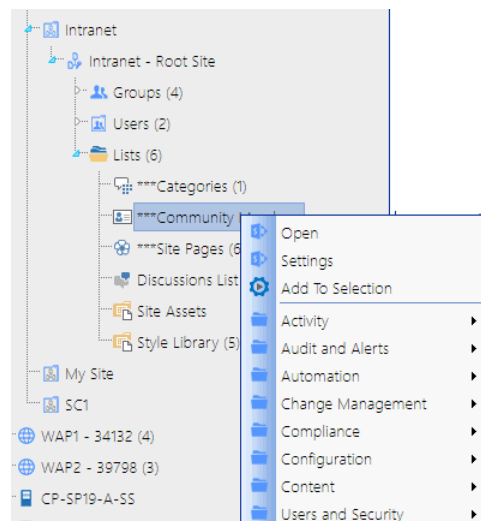 Intranet
Intranet - Root Site
Groups (4)
Users (2)
Lists (6)
***Categories (1)
***Community
***Site Pages (6
Discussions List
Site Assets
Style Library (5)
My Site
SC1
WAP1 - 34132 (4)
WAP2 - 39798 (3)
CP-SP19-A-SS
Open
Settings
Add To Selection
Activity
Audit and Alerts
Automation
Change Management
Compliance
Configuration
Content
Users and Security